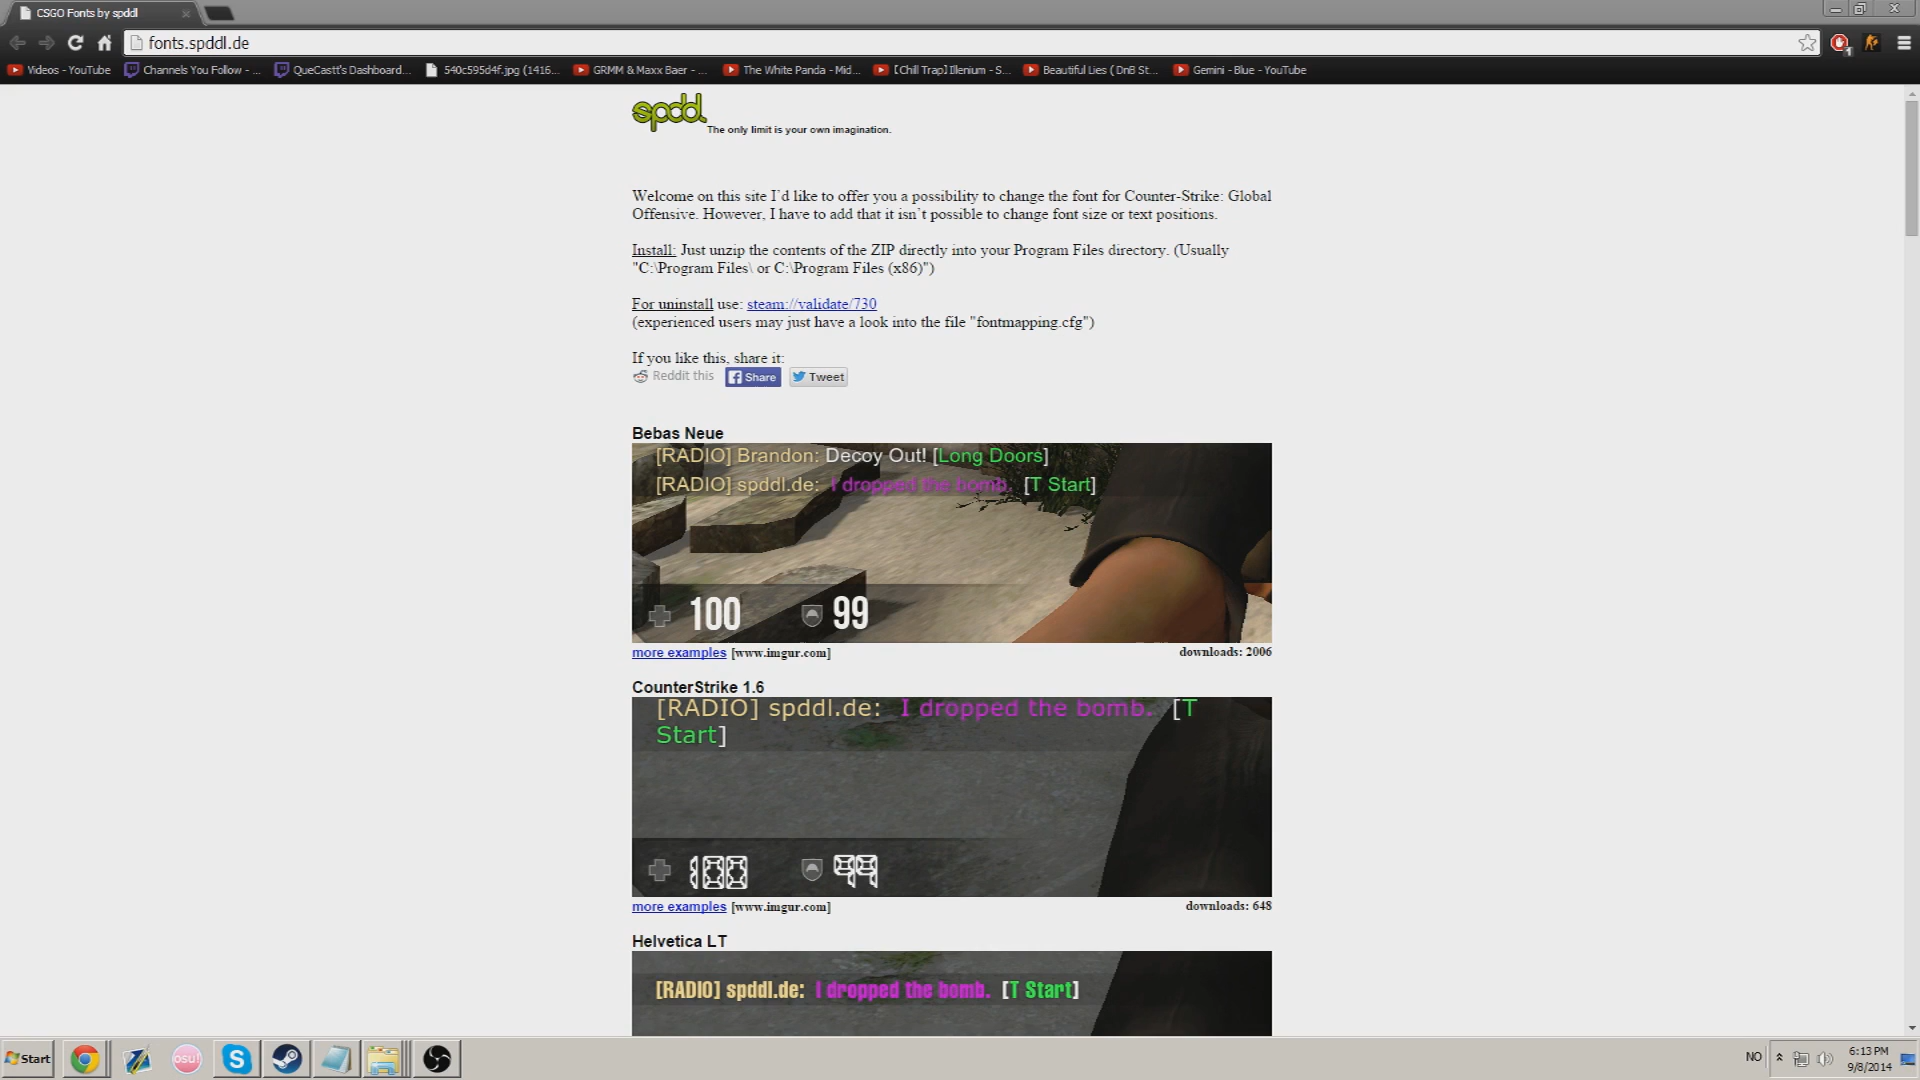 CSGO Fonts by spddl
fonts.spddl.de
Videos - YouTube
Channels You Follow - ...
QueCastt's Dashboard...
540c595d4f.jpg (1416...
GRMM & Maxx Baer - ...
The White Panda - Mid...
[Chill Trap] Illenium - S...
Beautiful Lies ( DnB St...
Gemini - Blue - YouTube
spddl
The only limit is your own imagination.
Welcome on this site I'd like to offer you a possibility to change the font for Counter-Strike: Global
Offensive. However, I have to add that it isn't possible to change font size or text positions.
Install: Just unzip the contents of the ZIP directly into your Program Files directory. (Usually
"C:\Program Files\ or C:\Program Files (x86)")
For uninstall use: steam://validate/730
(experienced users may just have a look into the file "fontmapping.cfg")
If you like this, share it:
Reddit this
Share
Tweet
Bebas Neue
[RADIO] Brandon: Decoy Out! [Long Doors]
[RADIO] spddl.de: I dropped the bomb. [T Start]
100 99
more examples [www.imgur.com] downloads: 2006
CounterStrike 1.6
[RADIO] spddl.de: I dropped the bomb. [T
Start]
100 99
more examples [www.imgur.com] downloads: 648
Helvetica LT
[RADIO] spddl.de: I dropped the bomb. [T Start]
Start
osu!
NO
6:13 PM
9/8/2014